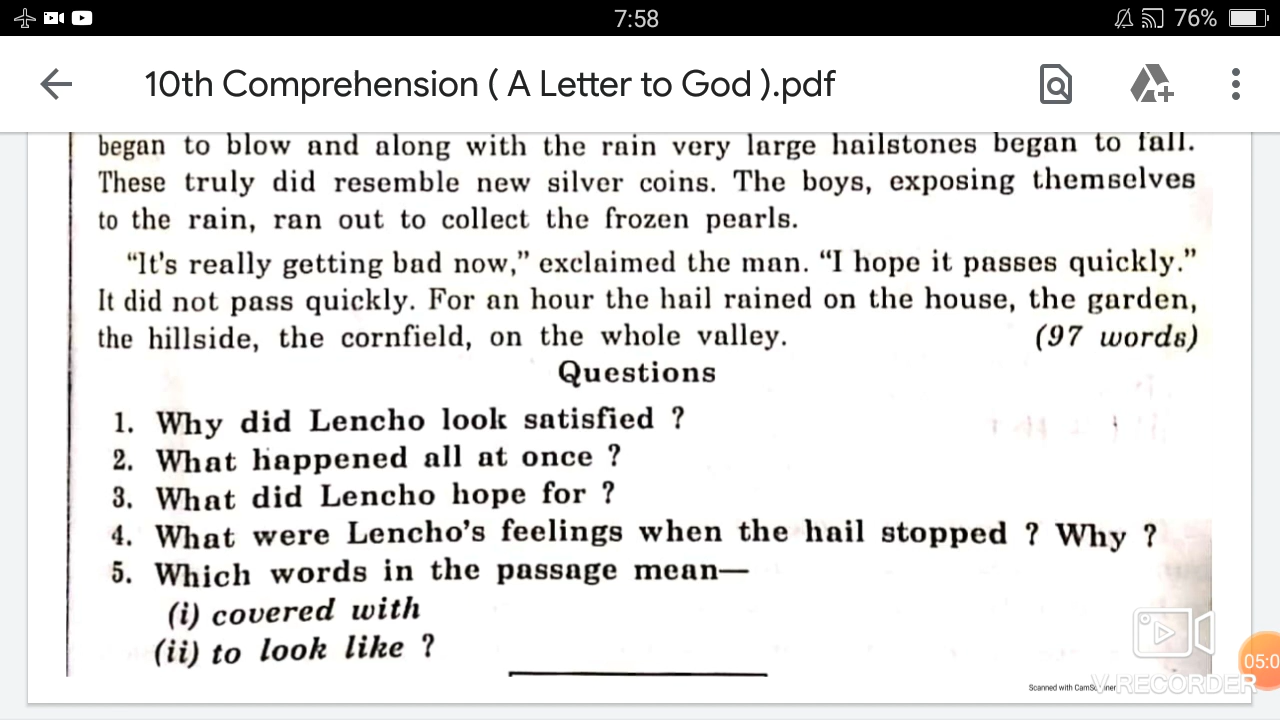 7:58
76%
10th Comprehension ( A Letter to God ).pdf
began to blow and along with the rain very large hailstones began to fall.
These truly did resemble new silver coins. The boys, exposing themselves
to the rain, ran out to collect the frozen pearls.
“It's really getting bad now,” exclaimed the man. “I hope it passes quickly.”
It did not pass quickly. For an hour the hail rained on the house, the garden,
the hillside, the cornfield, on the whole valley. (97 words)
Questions
1. Why did Lencho look satisfied ?
2. What happened all at once ?
3. What did Lencho hope for ?
4. What were Lencho's feelings when the hail stopped ? Why ?
5. Which words in the passage mean—
(i) covered with
(ii) to look like ?
05:0
Scanned with
V.RECORDER